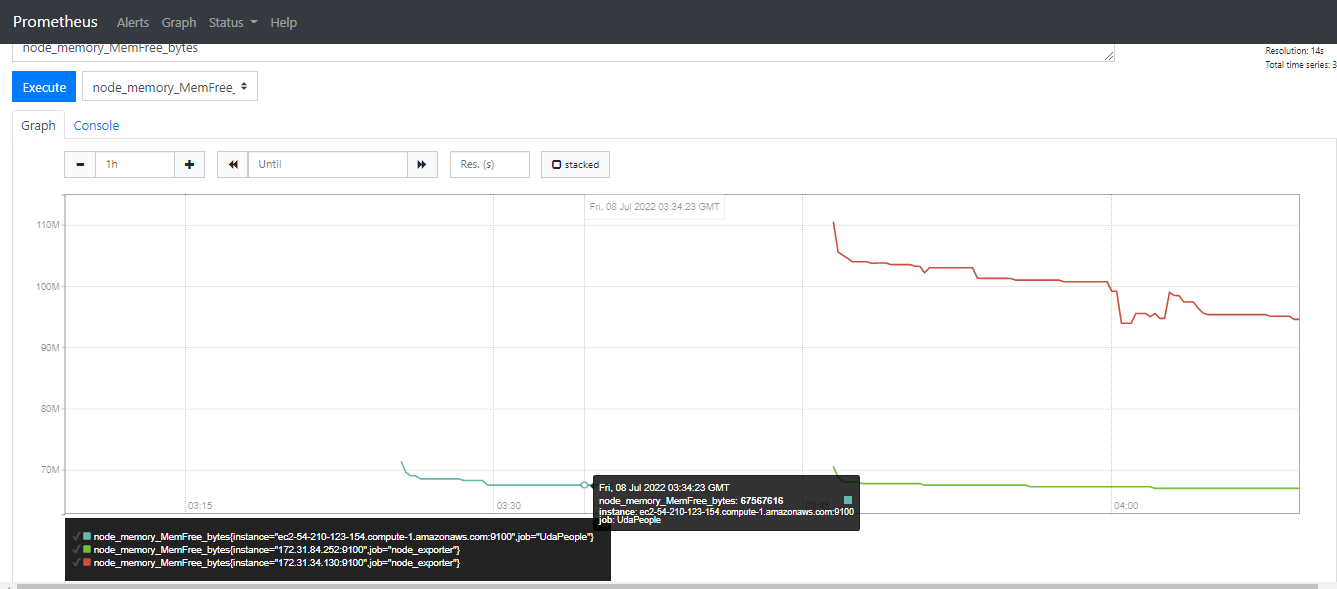 Prometheus Alerts Graph Status Help
node_memory_MemFree_bytes
Resolution: 14s
Total time series: 3
Execute node_memory_MemFree_
Graph Console
1h Until Res. (s) stacked
Fri, 08 Jul 2022 03:34:23 GMT
110M
100M
90M
80M
70M
03:15 03:30 03:45 04:00
Fri, 08 Jul 2022 03:34:23 GMT
node_memory_MemFree_bytes: 67567616
instance: ec2-54-210-123-154.compute-1.amazonaws.com:9100
job: UdaPeople
node_memory_MemFree_bytes{instance="ec2-54-210-123-154.compute-1.amazonaws.com:9100",job="UdaPeople"}
node_memory_MemFree_bytes{instance="172.31.84.252:9100",job="node_exporter"}
node_memory_MemFree_bytes{instance="172.31.34.130:9100",job="node_exporter"}